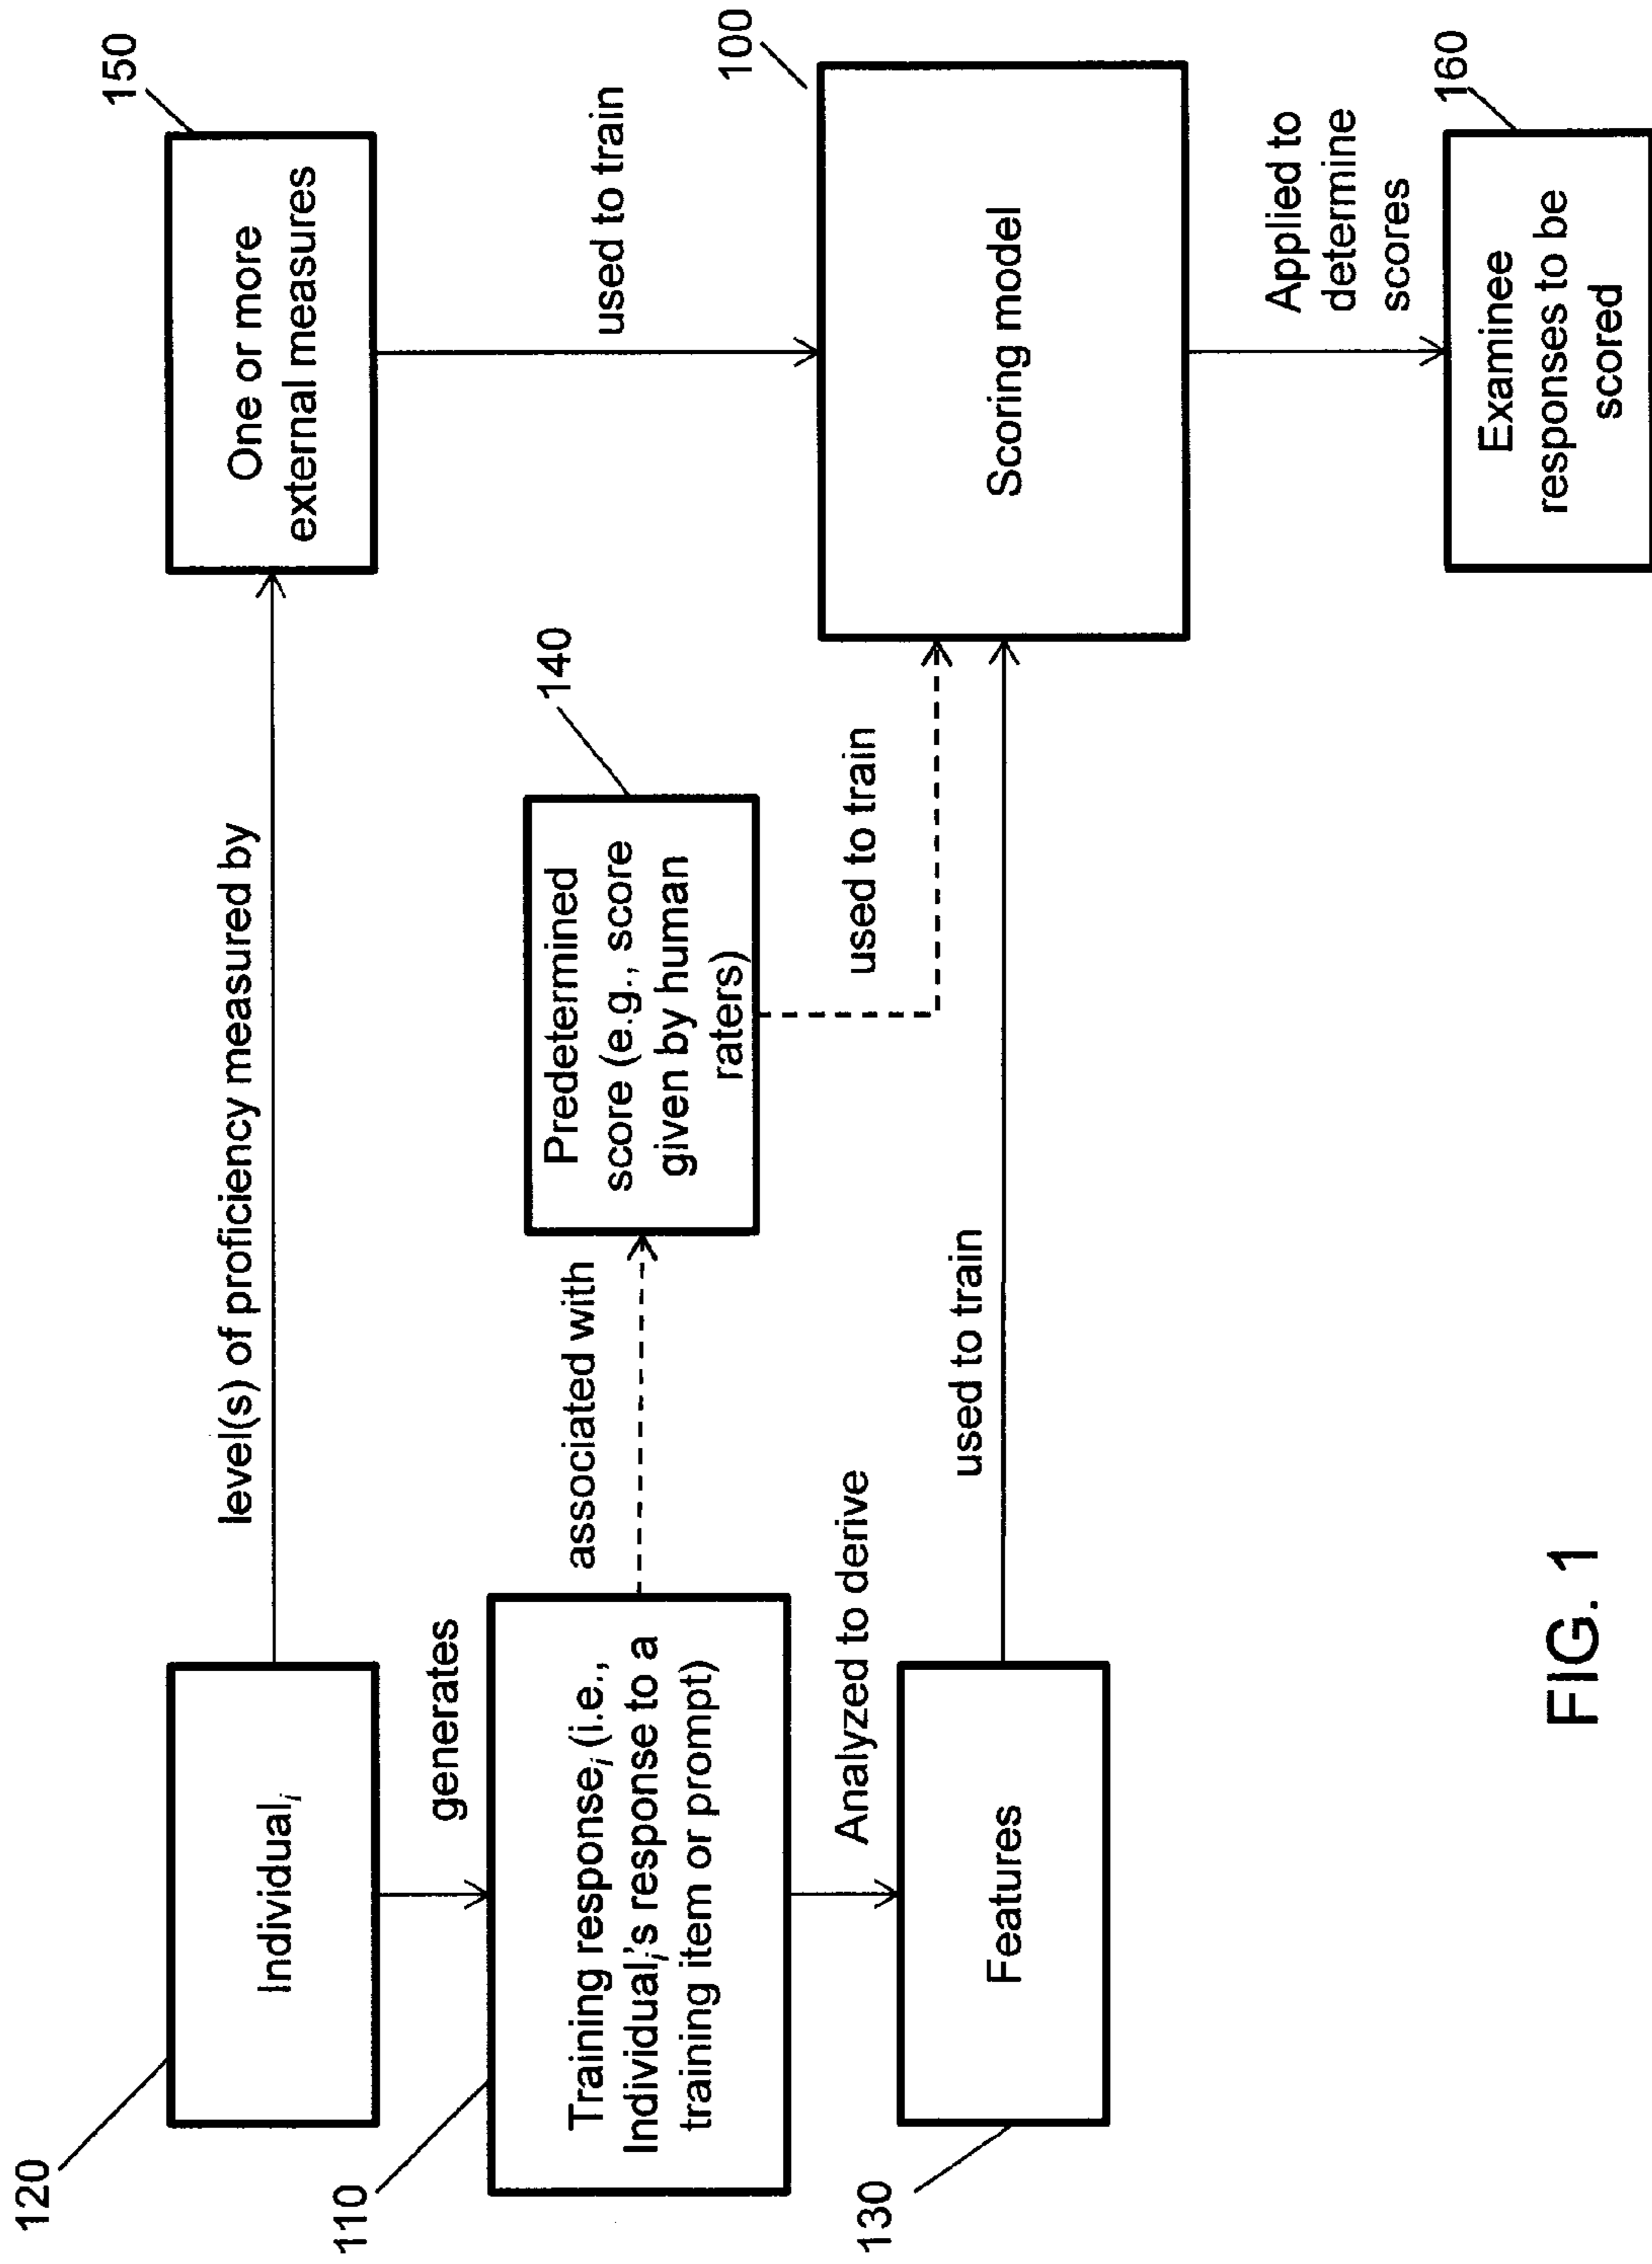 120
Individualᵢ
level(s) of proficiency measured by
150
One or more
external measures
generates
110
Training responseᵢ (i.e.,
Individualᵢ's response to a
training item or prompt)
associated with
140
Predetermined
score (e.g., score
given by human
raters)
used to train
used to train
Analyzed to derive
130
Features
used to train
100
Scoring model
Applied to
determine
scores
160
Examinee
responses to be
scored
FIG. 1